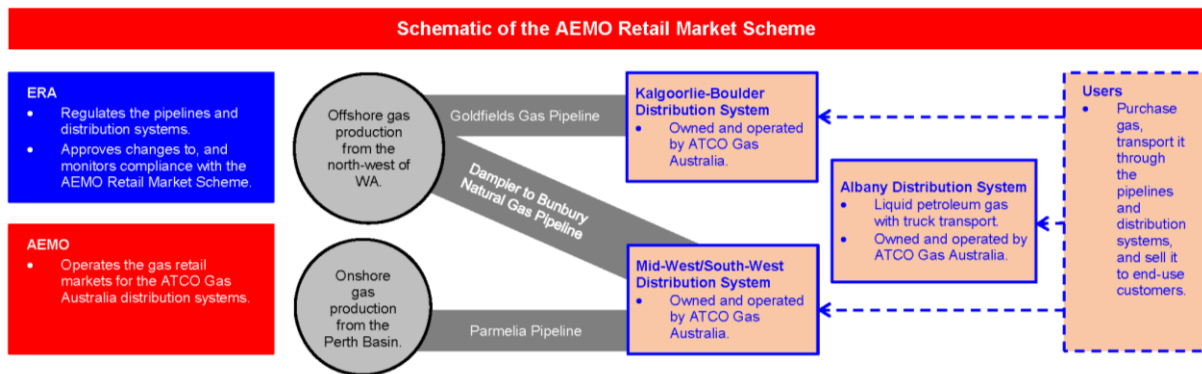 Schematic of the AEMO Retail Market Scheme
ERA
• Regulates the pipelines and
distribution systems.
• Approves changes to, and
monitors compliance with the
AEMO Retail Market Scheme.
AEMO
• Operates the gas retail
markets for the ATCO Gas
Australia distribution systems.
Offshore gas
production
from the
north-west of
WA.
Onshore
gas
production
from the
Perth Basin.
Goldfields Gas Pipeline
Dampier to Bunbury
Natural Gas Pipeline
Parmelia Pipeline
Kalgoorlie-Boulder
Distribution System
• Owned and operated
by ATCO Gas
Australia.
Albany Distribution System
• Liquid petroleum gas
with truck transport.
• Owned and operated by
ATCO Gas Australia.
Mid-West/South-West
Distribution System
• Owned and operated
by ATCO Gas
Australia.
Users
• Purchase
gas,
transport it
through
the
pipelines
and
distribution
systems,
and sell it
to end-use
customers.